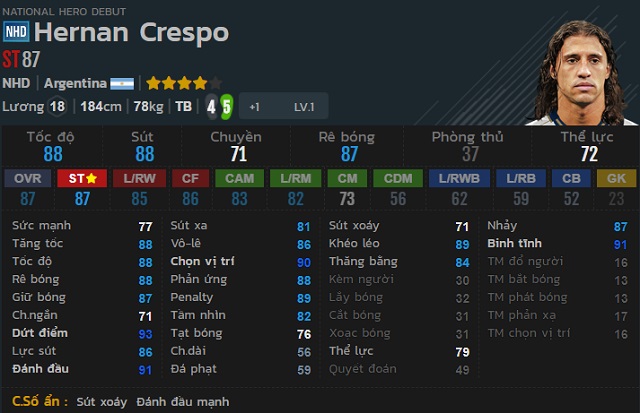 NATIONAL HERO DEBUT
NHD Hernan Crespo
ST 87
NHD | Argentina
Lương 18 | 184cm | 78kg | TB | 4 5 +1 LV.1
Tốc độ Sút Chuyền Rê bóng Phòng thủ Thể lực
88 88 71 87 37 72
OVR ST L/RW CF CAM L/RM CM CDM L/RWB L/RB CB GK
87 87 85 86 83 82 73 56 62 59 52 23
Sức mạnh 77 Sút xa 81 Sút xoáy 71 Nhảy 87
Tăng tốc 88 Vô-lê 86 Khéo léo 89 Bình tĩnh 91
Tốc độ 88 Chọn vị trí 90 Thăng bằng 84 TM đổ người 16
Rê bóng 88 Phản ứng 88 Kèm người 30 TM bắt bóng 13
Giữ bóng 87 Penalty 89 Lấy bóng 32 TM phát bóng 13
Ch.ngắn 71 Tầm nhìn 82 Cắt bóng 31 TM phản xạ 17
Dứt điểm 93 Tạt bóng 76 Xoạc bóng 31 TM chọn vị trí 13
Lực sút 86 Ch.dài 56 Thể lực 79
Đánh đầu 91 Đá phạt 59 Quyết đoán 49
C.Số ẩn : Sút xoáy Đánh đầu mạnh